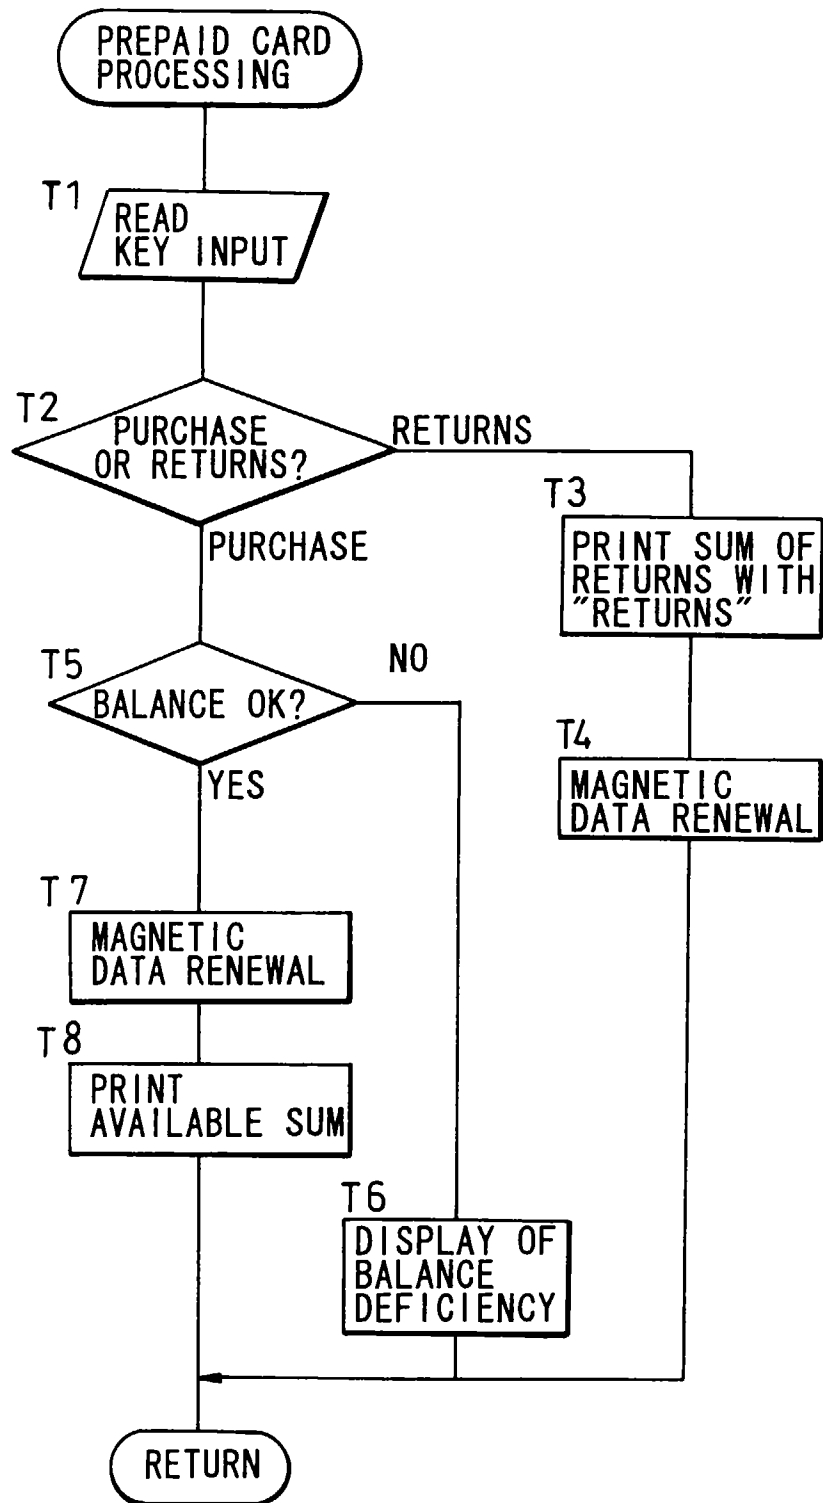 PREPAID CARD
PROCESSING
T1
READ
KEY INPUT
T2
PURCHASE
OR RETURNS?
RETURNS
PURCHASE
T3
PRINT SUM OF
RETURNS WITH
"RETURNS"
T5
BALANCE OK?
NO
YES
T4
MAGNETIC
DATA RENEWAL
T7
MAGNETIC
DATA RENEWAL
T8
PRINT
AVAILABLE SUM
T6
DISPLAY OF
BALANCE
DEFICIENCY
RETURN